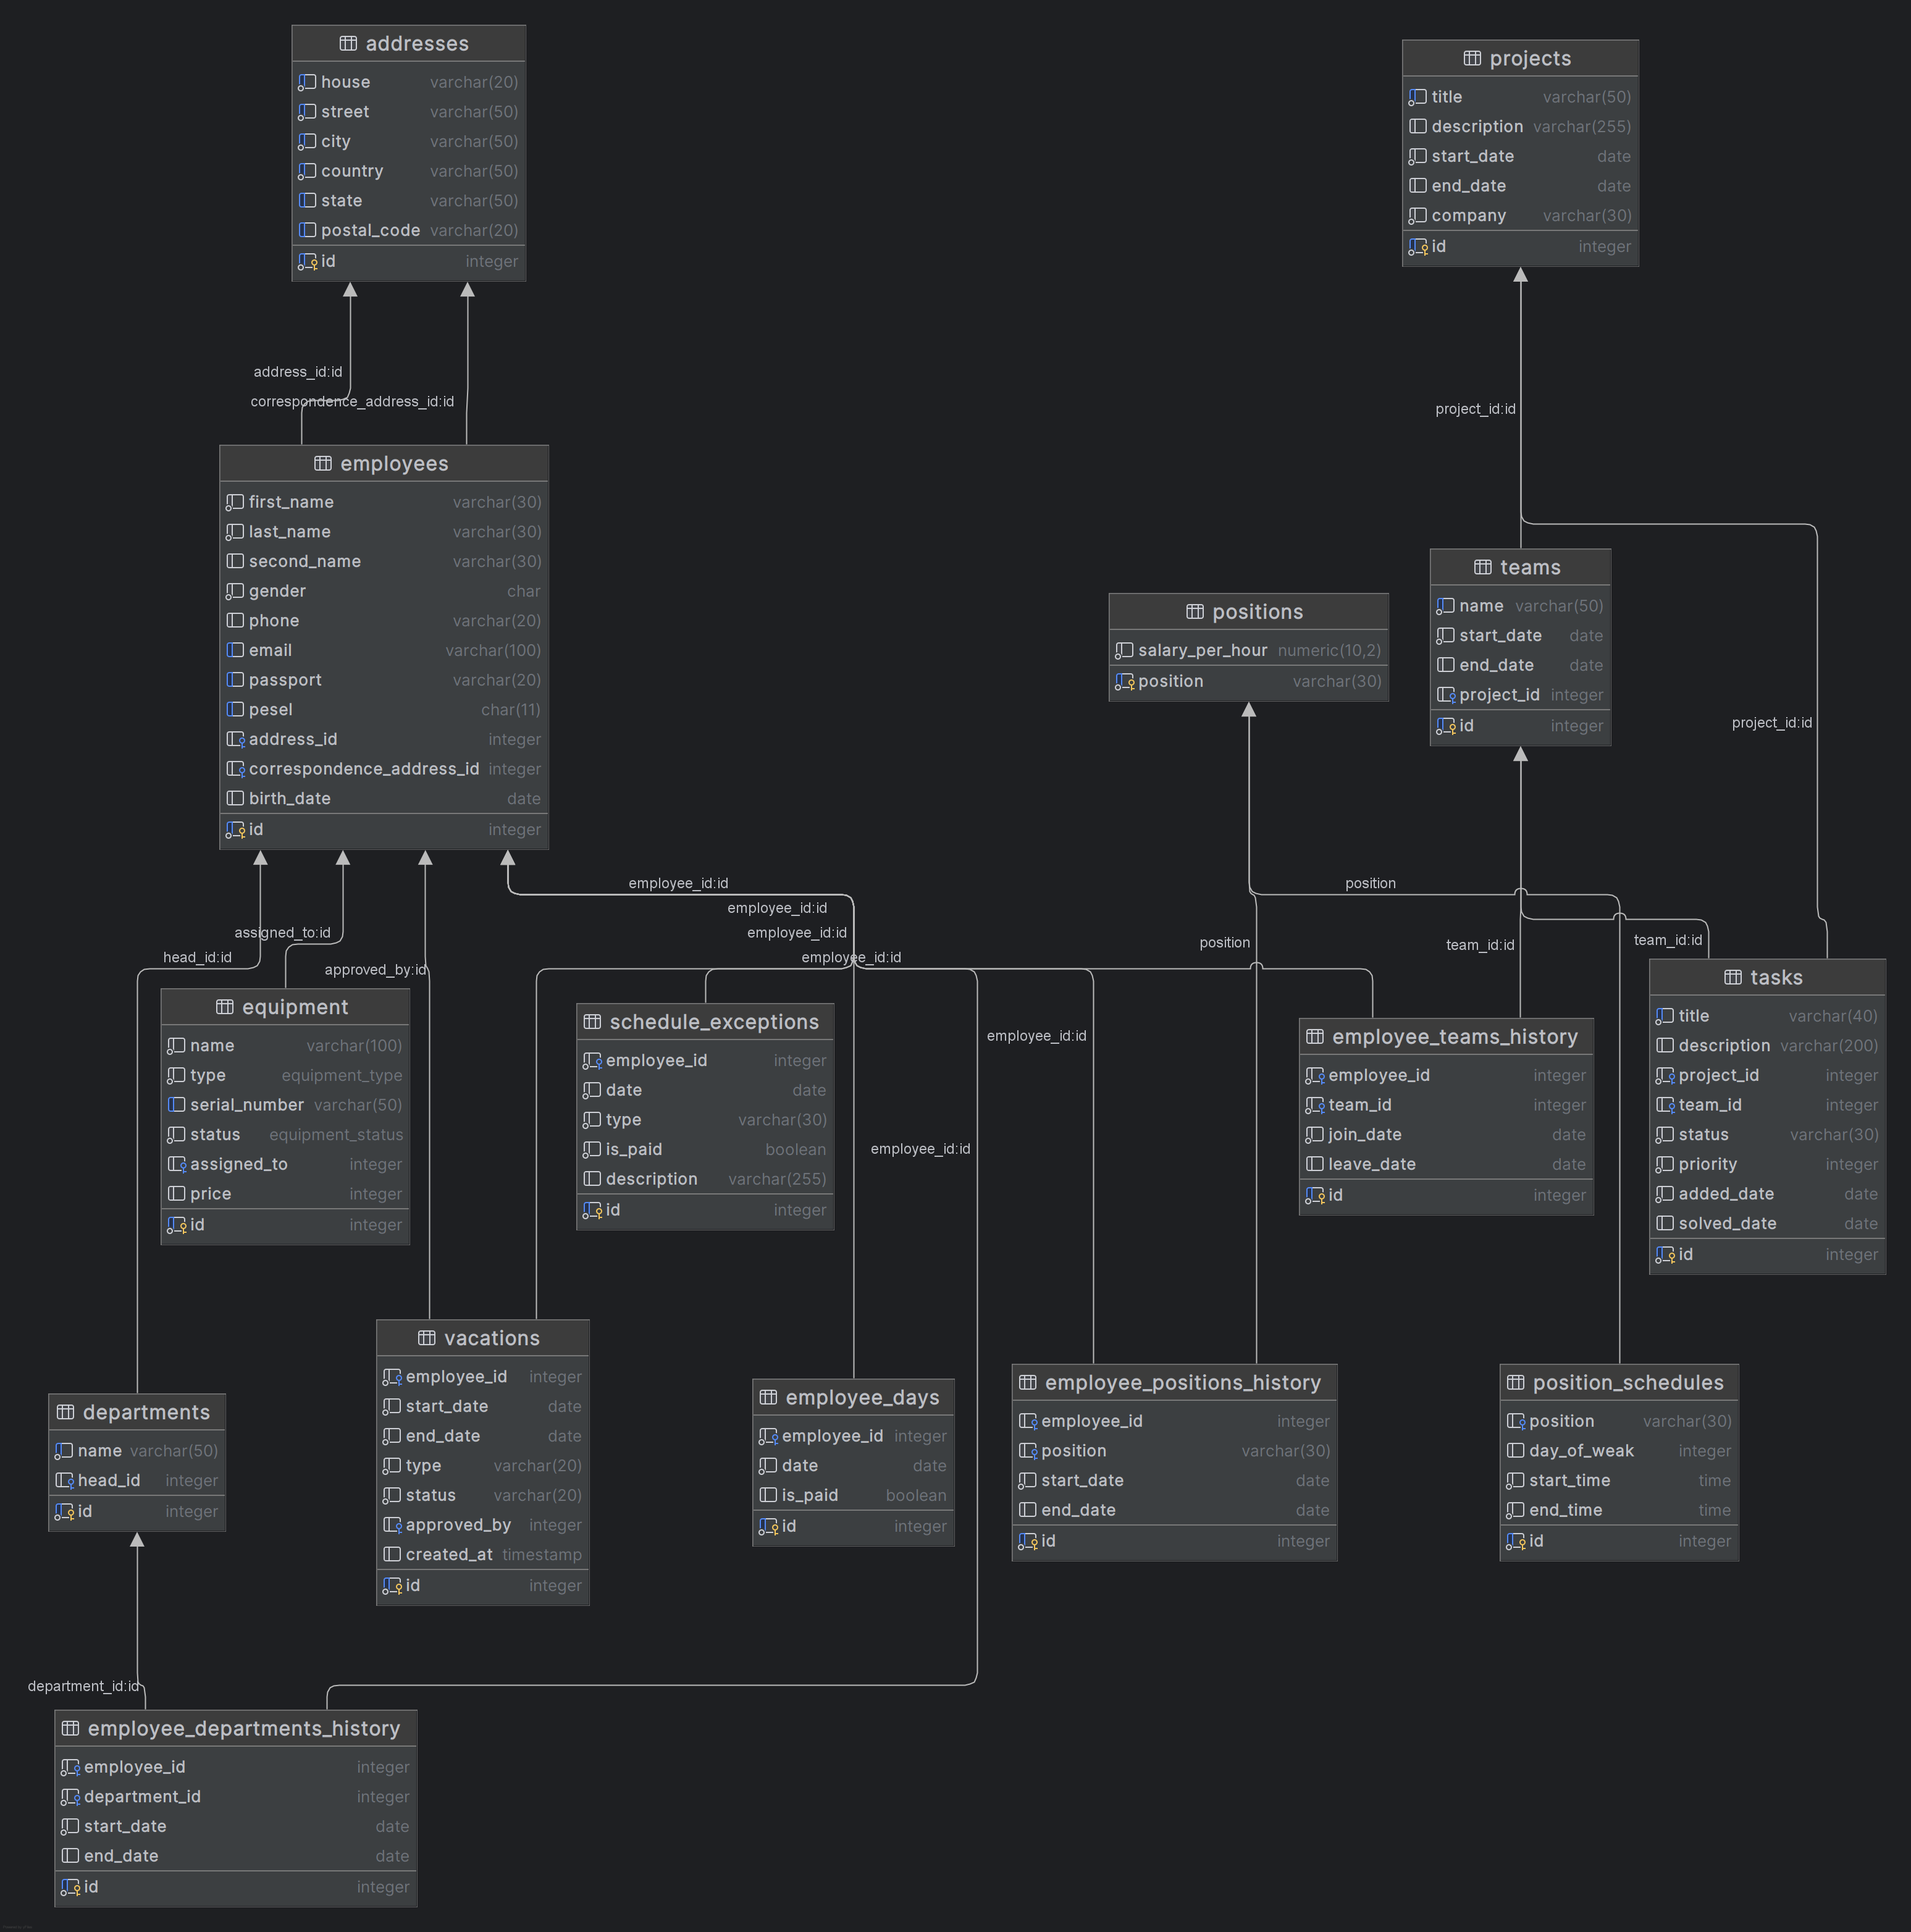 addresses
house varchar(20)
street varchar(50)
city varchar(50)
country varchar(50)
state varchar(50)
postal_code varchar(20)
id integer
projects
title varchar(50)
description varchar(255)
start_date date
end_date date
company varchar(30)
id integer
address_id:id
correspondence_address_id:id
project_id:id
employees
first_name varchar(30)
last_name varchar(30)
second_name varchar(30)
gender char
phone varchar(20)
email varchar(100)
passport varchar(20)
pesel char(11)
address_id integer
correspondence_address_id integer
birth_date date
id integer
positions
salary_per_hour numeric(10,2)
position varchar(30)
teams
name varchar(50)
start_date date
end_date date
project_id integer
id integer
project_id:id
employee_id:id
employee_id:id
employee_id:id
employee_id:id
position
position
team_id:id
team_id:id
head_id:id
assigned_to:id
approved_by:id
employee_id:id
employee_id:id
equipment
name varchar(100)
type equipment_type
serial_number varchar(50)
status equipment_status
assigned_to integer
price integer
id integer
schedule_exceptions
employee_id integer
date date
type varchar(30)
is_paid boolean
description varchar(255)
id integer
employee_teams_history
employee_id integer
team_id integer
join_date date
leave_date date
id integer
tasks
title varchar(40)
description varchar(200)
project_id integer
team_id integer
status varchar(30)
priority integer
added_date date
solved_date date
id integer
departments
name varchar(50)
head_id integer
id integer
vacations
employee_id integer
start_date date
end_date date
type varchar(20)
status varchar(20)
approved_by integer
created_at timestamp
id integer
employee_days
employee_id integer
date date
is_paid boolean
id integer
employee_positions_history
employee_id integer
position varchar(30)
start_date date
end_date date
id integer
position_schedules
position varchar(30)
day_of_weak integer
start_time time
end_time time
id integer
department_id:id
employee_departments_history
employee_id integer
department_id integer
start_date date
end_date date
id integer